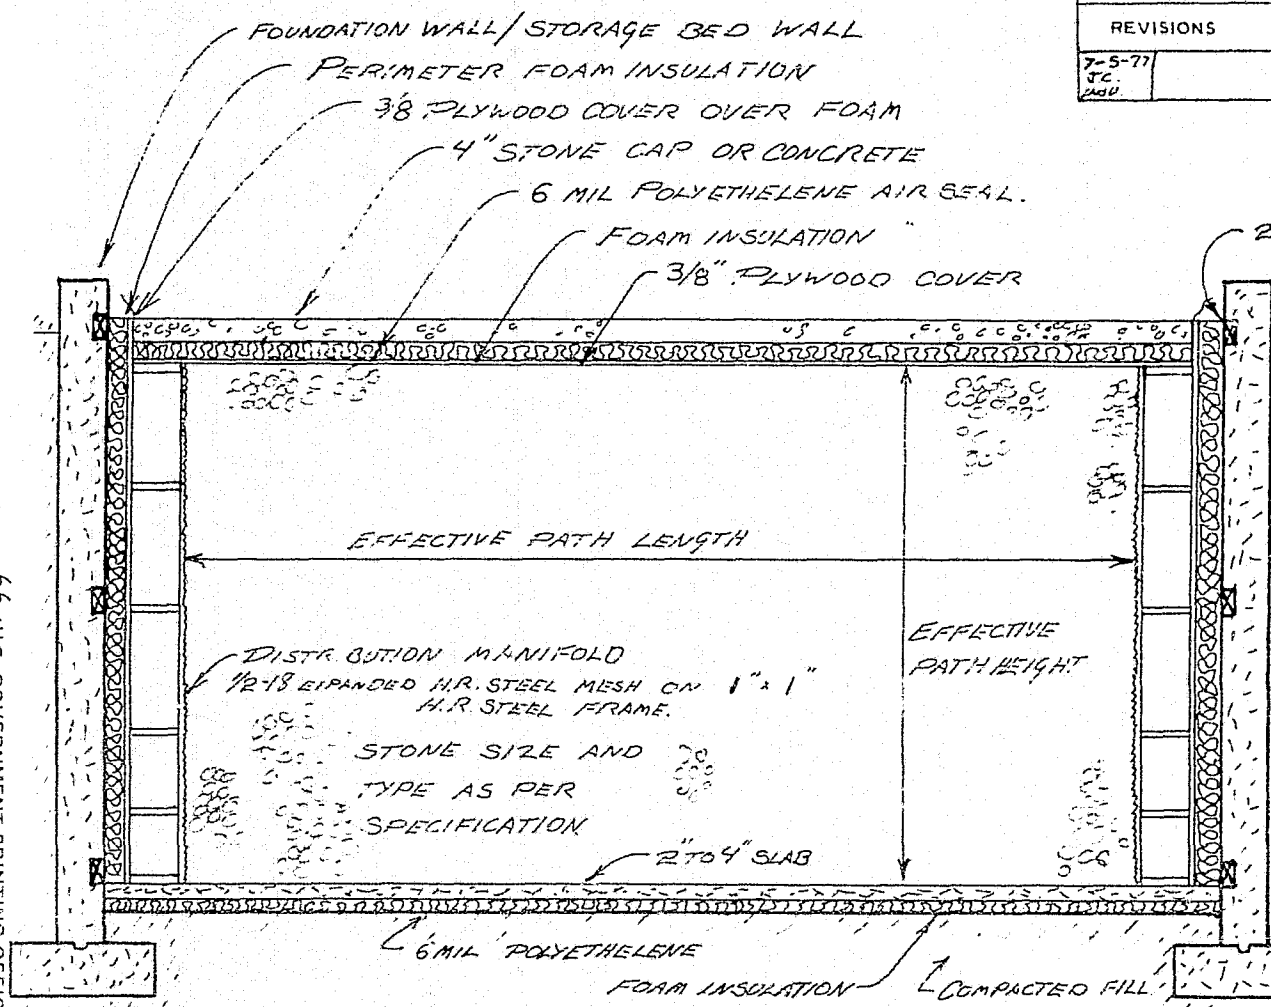 REVISIONS
7-5-77
J.C.
FOUNDATION WALL/STORAGE BED WALL
PERIMETER FOAM INSULATION
3/8 PLYWOOD COVER OVER FOAM
4" STONE CAP OR CONCRETE
6 MIL POLYETHELENE AIR SEAL.
FOAM INSULATION
2
3/8" PLYWOOD COVER
EFFECTIVE PATH LENGTH
EFFECTIVE
PATH HEIGHT
DISTRIBUTION MANIFOLD
1/2-18 EXPANDED H.R. STEEL MESH ON 1"x1"
H.R STEEL FRAME.
STONE SIZE AND
TYPE AS PER
SPECIFICATION
2" TO 4" SLAB
6 MIL POLYETHELENE
FOAM INSULATION
COMPACTED FILL